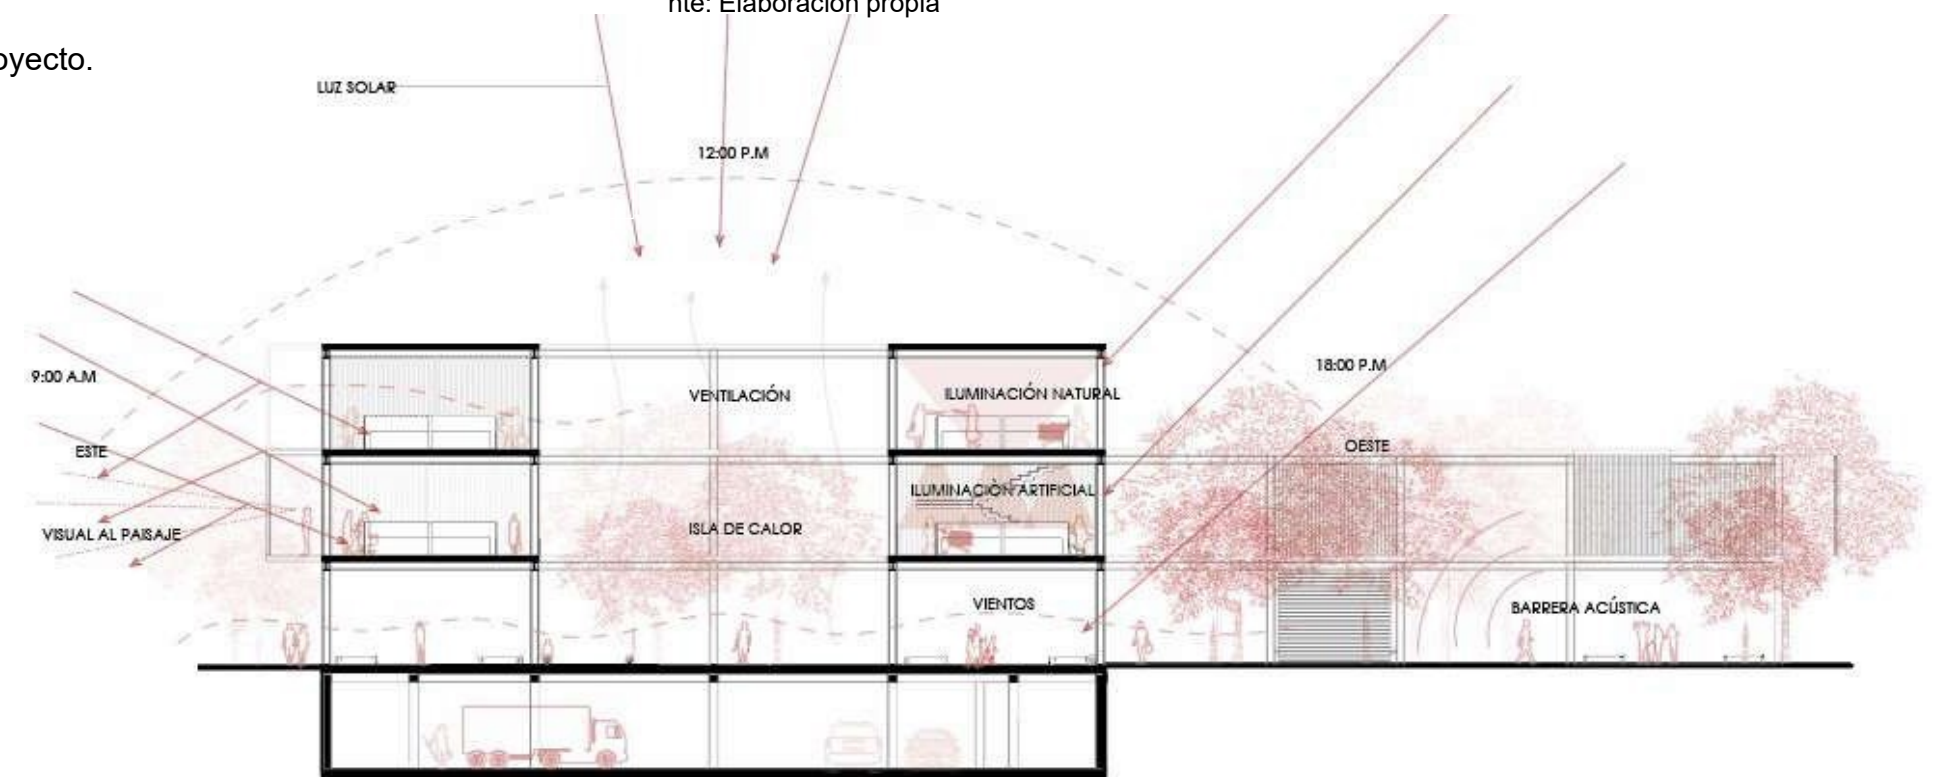 nte: Elaboración propia
oyecto.
LUZ SOLAR
12:00 P.M
9:00 A.M
18:00 P.M
VENTILACIÓN
ILUMINACIÓN NATURAL
ESTE
OESTE
ILUMINACIÓN ARTIFICIAL
VISUAL AL PAISAJE
ISLA DE CALOR
VIENTOS
BARRERA ACÚSTICA